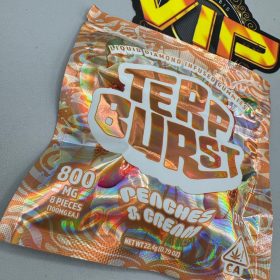 VIP
LIQUID DIAMOND INFUSED GUMMIES
TERP
BURST
800
MG
8 PIECES
(100MG EA.)
PEACHES
& CREAM
NET WT 22.4g (0.79 OZ)
CA